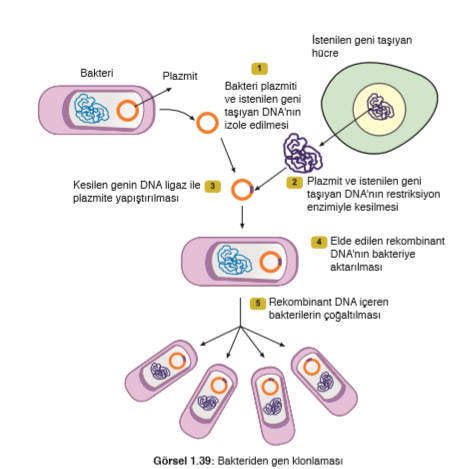 İstenilen geni taşıyan
hücre
Bakteri
Plazmit
1
Bakteri plazmiti
ve istenilen geni
taşıyan DNA'nın
izole edilmesi
Kesilen genin DNA ligaz ile
plazmite yapıştırılması
3
2
Plazmit ve istenilen geni
taşıyan DNA'nın restriksiyon
enzimiyle kesilmesi
4
Elde edilen rekombinant
DNA'nın bakteriye
aktarılması
5
Rekombinant DNA içeren
bakterilerin çoğaltılması
Görsel 1.39: Bakteriden gen klonlaması